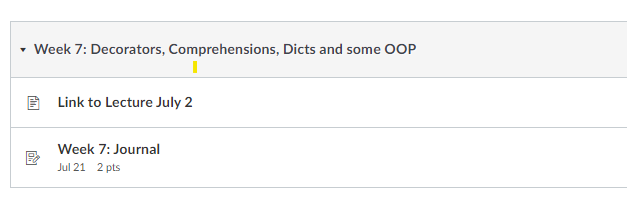 Week 7: Decorators, Comprehensions, Dicts and some OOP
Link to Lecture July 2
Week 7: Journal
Jul 21 2 pts